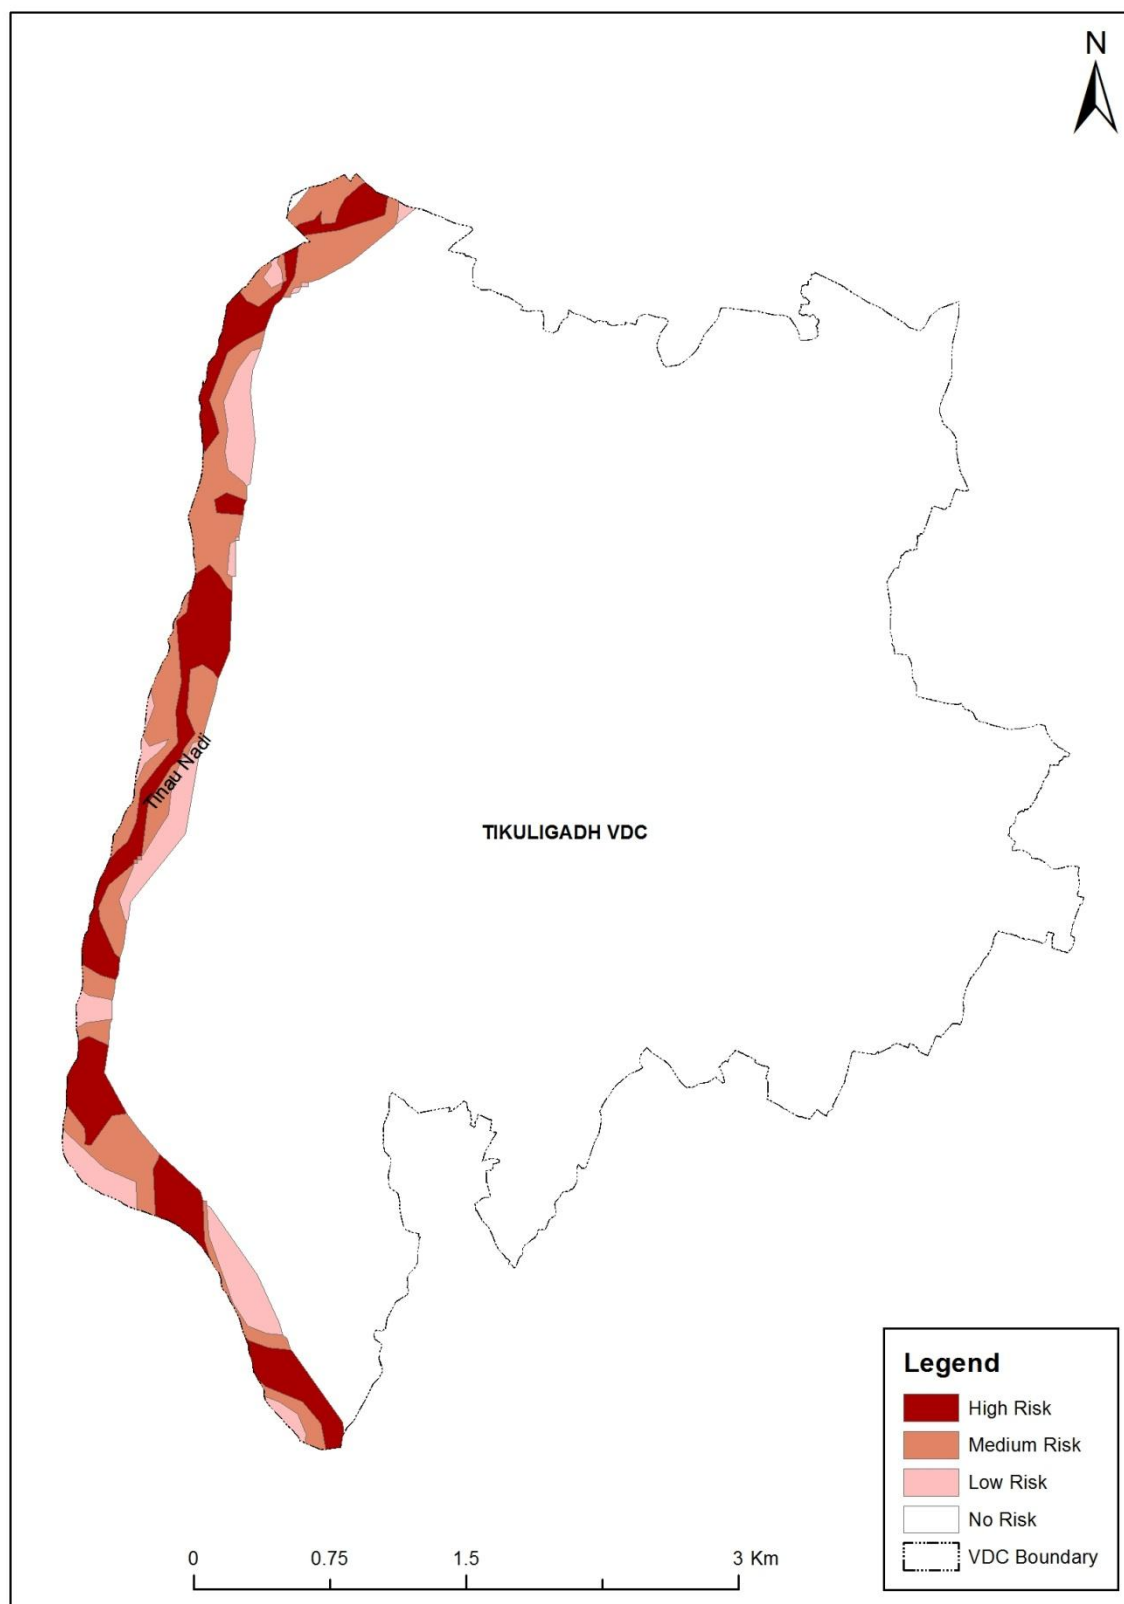 N
Tinau Nadi
TIKULIGADH VDC
Legend
High Risk
Medium Risk
Low Risk
No Risk
VDC Boundary
0 0.75 1.5 3 Km